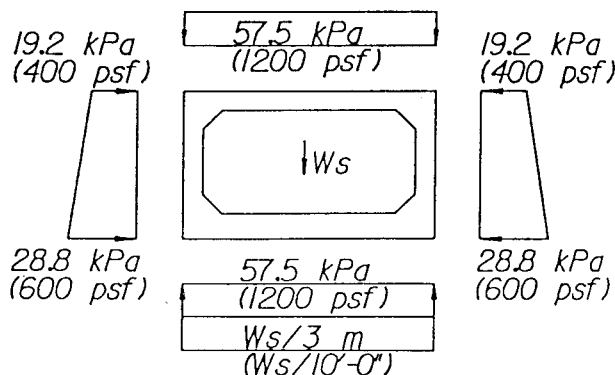 57.5 kPa
(1200 psf)
19.2 kPa
(400 psf)
19.2 kPa
(400 psf)
Ws
28.8 kPa
(600 psf)
57.5 kPa
(1200 psf)
28.8 kPa
(600 psf)
Ws/3 m
(Ws/10'-0")